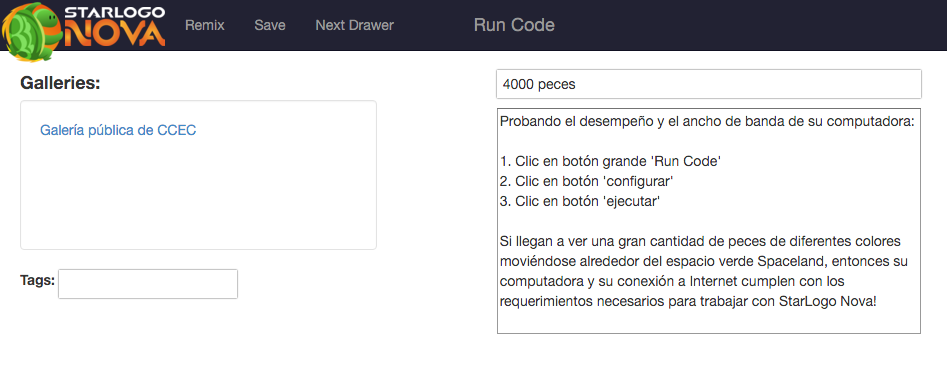 STARLOGO
NOVA
Remix Save Next Drawer Run Code
Galleries:
Galería pública de CCEC
Tags:
4000 peces
Probando el desempeño y el ancho de banda de su computadora:
1. Clic en botón grande 'Run Code'
2. Clic en botón 'configurar'
3. Clic en botón 'ejecutar'
Si llegan a ver una gran cantidad de peces de diferentes colores
moviéndose alrededor del espacio verde Spaceland, entonces su
computadora y su conexión a Internet cumplen con los
requerimientos necesarios para trabajar con StarLogo Nova!